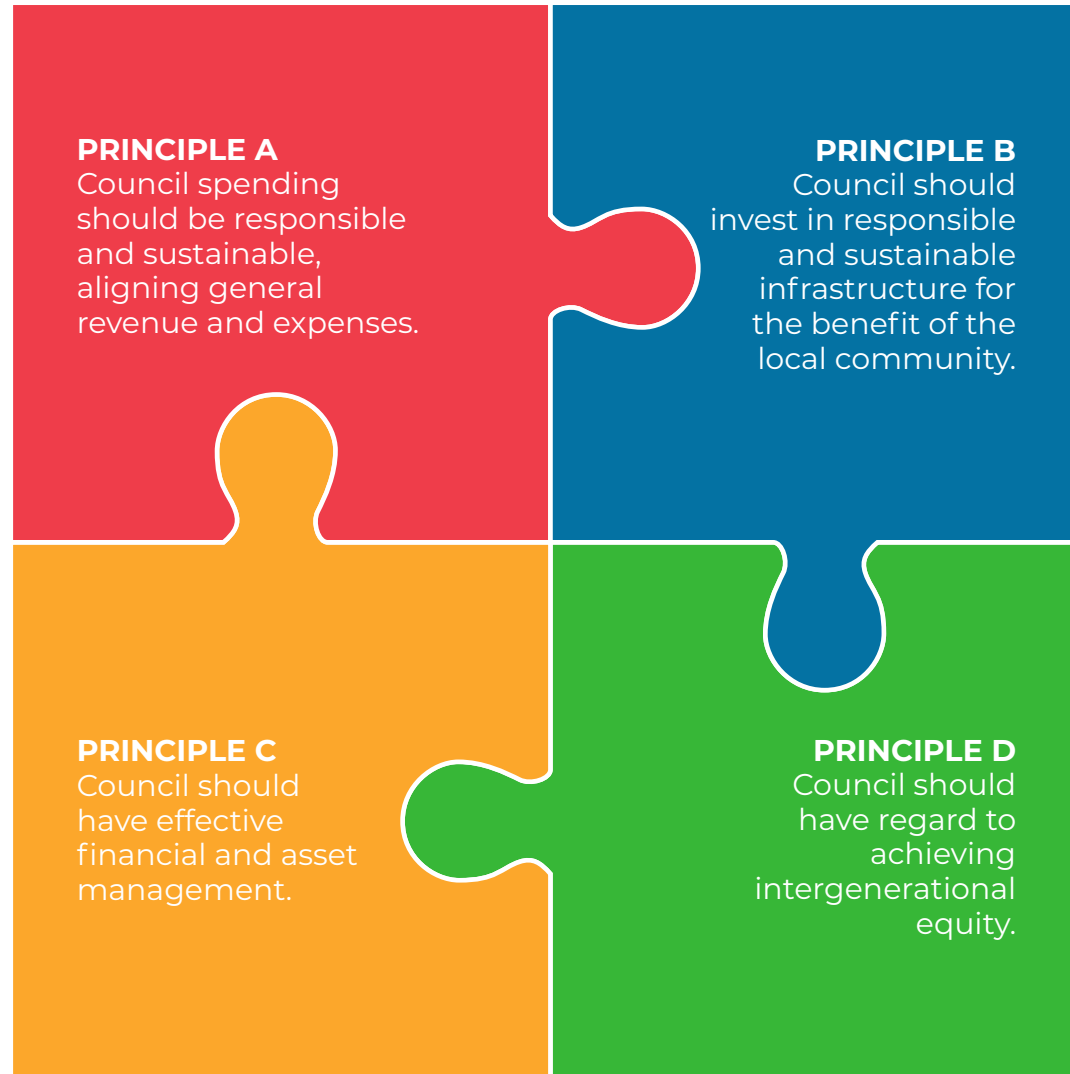 PRINCIPLE A
Council spending
should be responsible
and sustainable,
aligning general
revenue and expenses.
PRINCIPLE B
Council should
invest in responsible
and sustainable
infrastructure for
the benefit of the
local community.
PRINCIPLE C
Council should
have effective
financial and asset
management.
PRINCIPLE D
Council should
have regard to
achieving
intergenerational
equity.